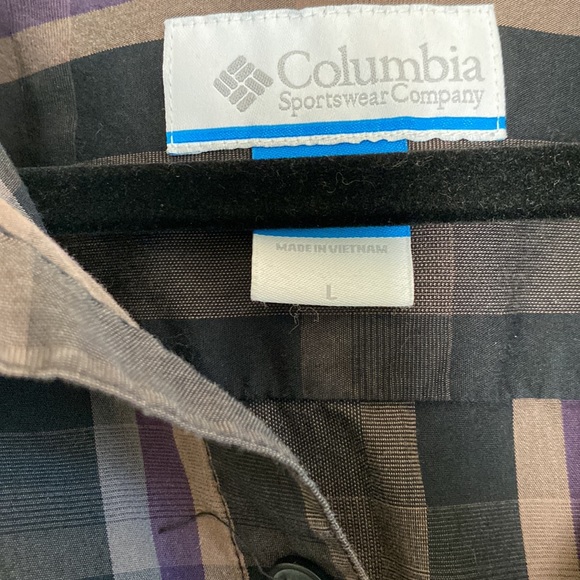 Columbia
Sportswear Company
MADE IN VIETNAM
L